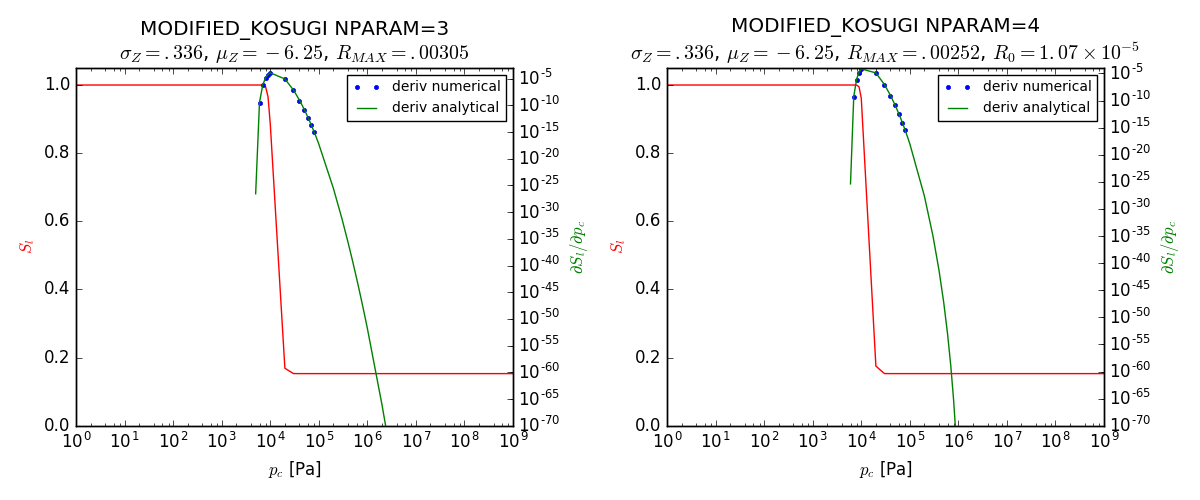 MODIFIED_KOSUGI NPARAM=3
σ_Z = .336, μ_Z = −6.25, R_MAX = .00305
deriv numerical
deriv analytical
1.0
0.8
0.6
0.4
0.2
0.0
S_l
10^-5
10^-10
10^-15
10^-20
10^-25
10^-30
10^-35
10^-40
10^-45
10^-50
10^-55
10^-60
10^-65
10^-70
∂S_l/∂p_c
10^0 10^1 10^2 10^3 10^4 10^5 10^6 10^7 10^8 10^9
p_c [Pa]
MODIFIED_KOSUGI NPARAM=4
σ_Z = .336, μ_Z = −6.25, R_MAX = .00252, R_0 = 1.07 × 10^-5
deriv numerical
deriv analytical
1.0
0.8
0.6
0.4
0.2
0.0
S_l
10^-5
10^-10
10^-15
10^-20
10^-25
10^-30
10^-35
10^-40
10^-45
10^-50
10^-55
10^-60
10^-65
10^-70
∂S_l/∂p_c
10^0 10^1 10^2 10^3 10^4 10^5 10^6 10^7 10^8 10^9
p_c [Pa]